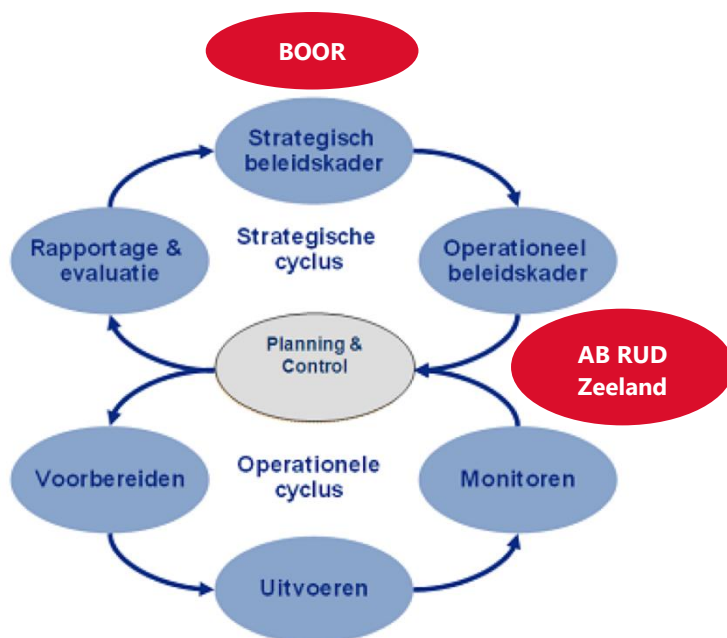 BOOR
Strategisch
beleidskader
Rapportage &
evaluatie
Strategische
cyclus
Operationeel
beleidskader
Planning &
Control
AB RUD
Zeeland
Voorbereiden
Operationele
cyclus
Monitoren
Uitvoeren